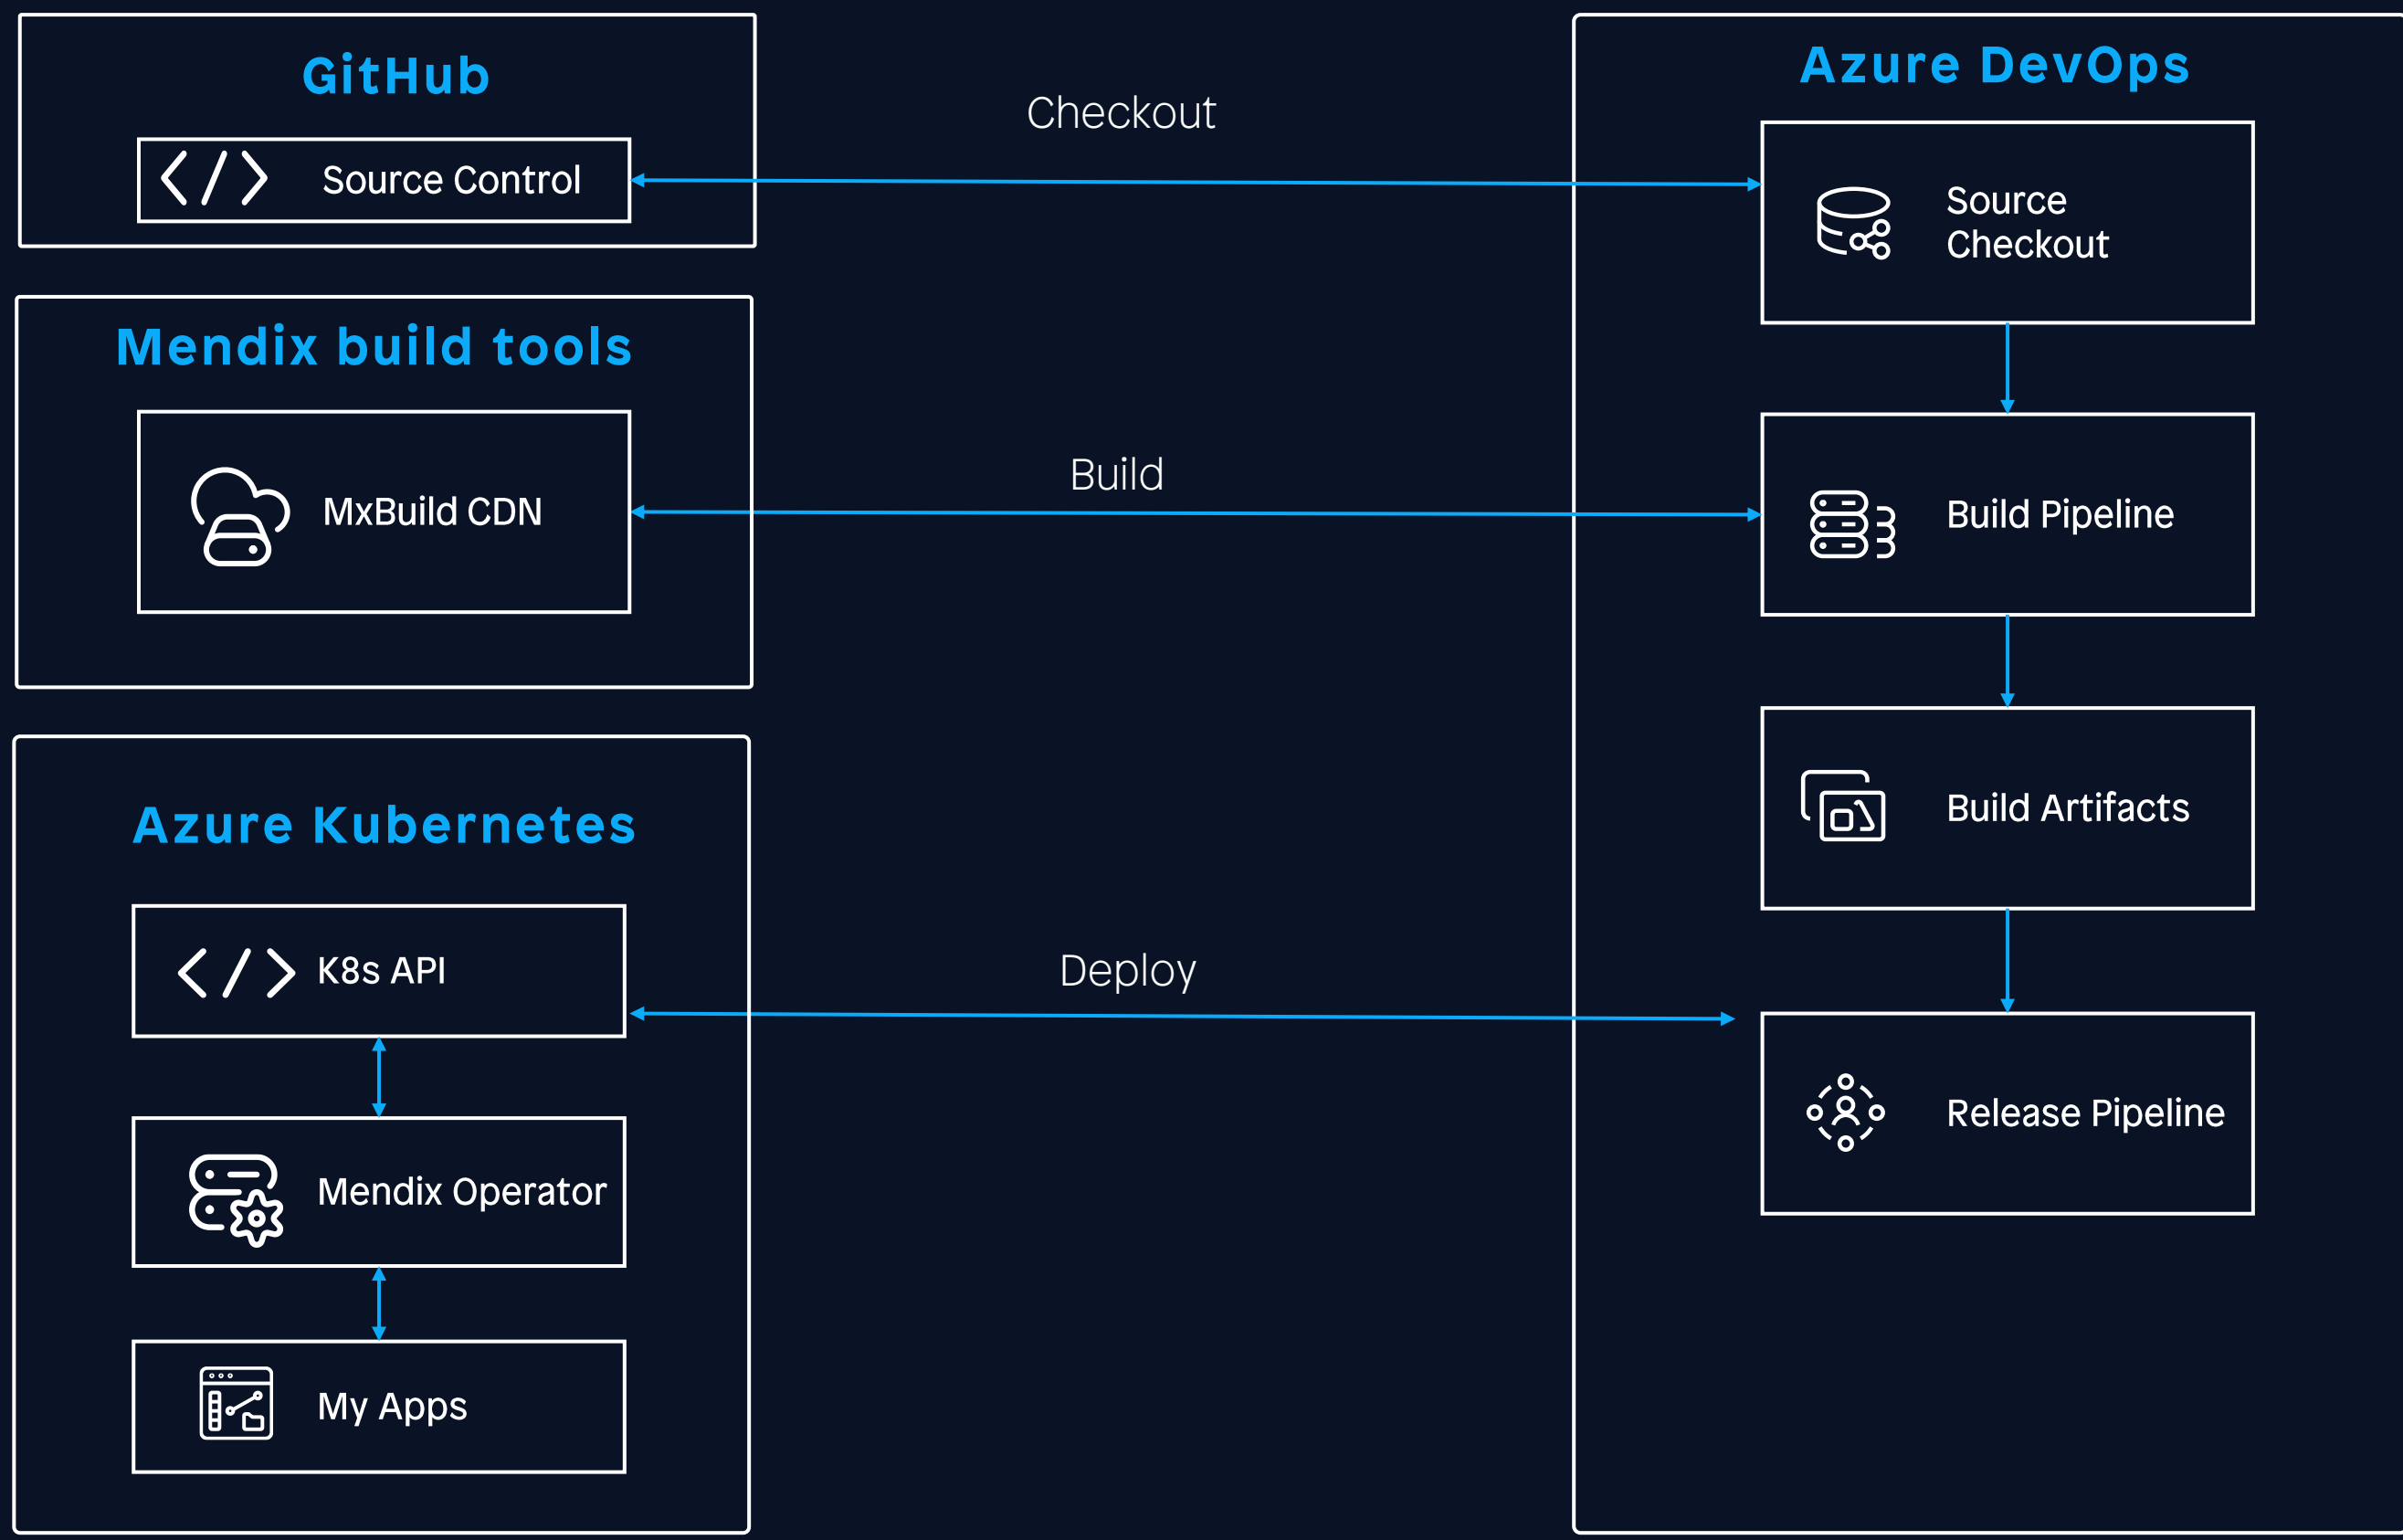 GitHub
Source Control
Mendix build tools
MxBuild CDN
Azure Kubernetes
K8s API
Mendix Operator
My Apps
Checkout
Build
Deploy
Azure DevOps
Source
Checkout
Build Pipeline
Build Artifacts
Release Pipeline